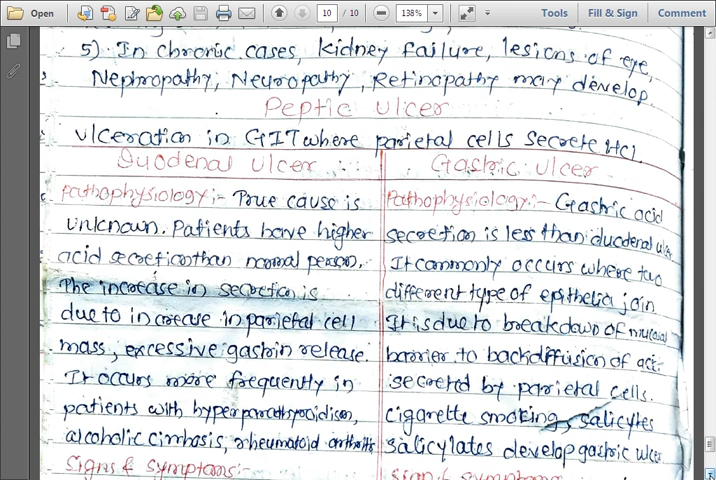 10 / 10
138%
Tools
Fill & Sign
Comment
5) In chronic cases, Kidney failure, lesions of eye,
Nephropathy, Neuropathy, Retinopathy may develop.
Peptic ulcer
ulceration in GIT where parietal cells secrete HCl.
Duodenal ulcer
Pathophysiology:- True cause is
unknown. Patients have higher
acid secretion than normal person.
The increase in secretion is
due to increase in parietal cell
mass, excessive gastrin release.
It occurs more frequently in
patients with hyperparathyroidism,
alcoholic cirrhosis, rheumatoid arthritis
Signs & Symptoms:-
Gastric ulcer
Pathophysiology:- Gastric acid
secretion is less than duodenal ulcer
It commonly occurs where two
different type of epithelia join
It is due to breakdown of mucosal
barrier to backdiffusion of aci
secreted by parietal cells.
cigarette smoking, salicytes
salicylates develop gastric ulcer
sign & symptoms